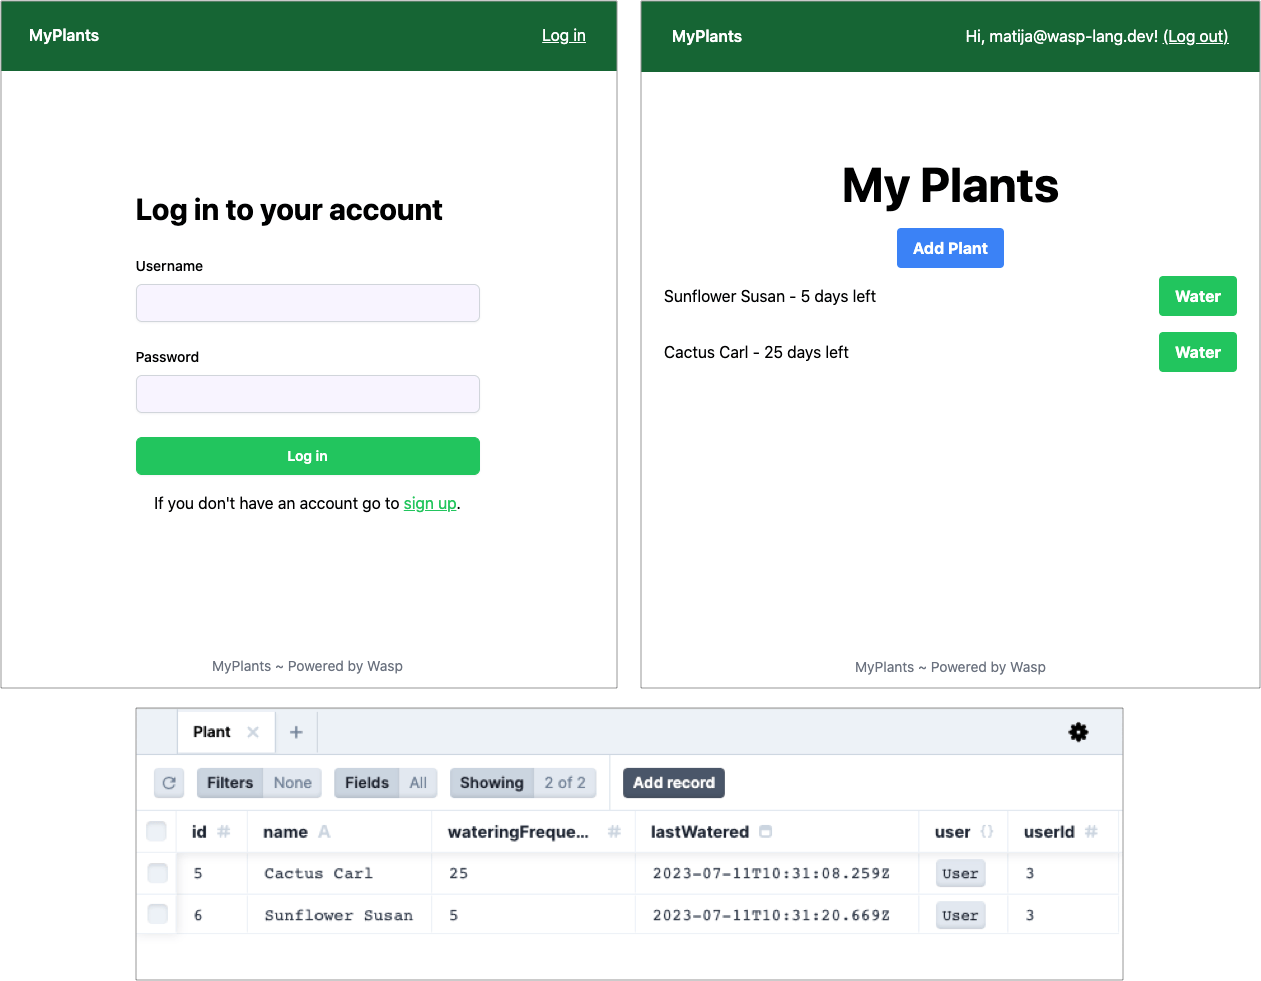 MyPlants
Log in
Log in to your account
Username
Password
Log in
If you don't have an account go to sign up.
MyPlants ~ Powered by Wasp
MyPlants
Hi, matija@wasp-lang.dev! (Log out)
My Plants
Add Plant
Sunflower Susan - 5 days left
Water
Cactus Carl - 25 days left
Water
MyPlants ~ Powered by Wasp
Plant × +
Filters None Fields All Showing 2 of 2 Add record
id # name A wateringFreque... # lastWatered user {} userId #
5 Cactus Carl 25 2023-07-11T10:31:08.259Z User 3
6 Sunflower Susan 5 2023-07-11T10:31:20.669Z User 3